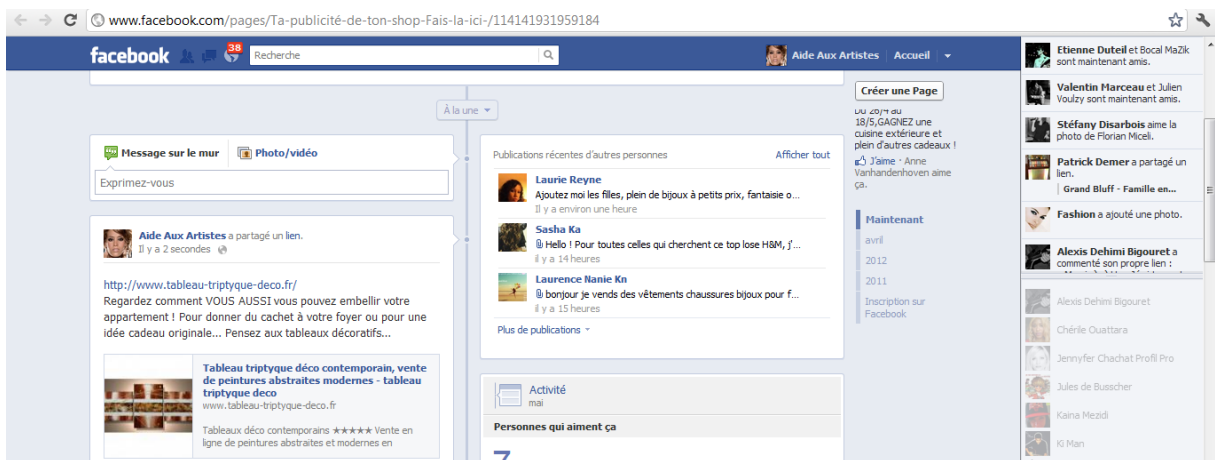 www.facebook.com/pages/Ta-publicité-de-ton-shop-Fais-la-ici-/114141931959184
facebook
38
Recherche
Aide Aux Artistes
Accueil
À la une
Message sur le mur
Photo/vidéo
Exprimez-vous
Aide Aux Artistes a partagé un lien.
Il y a 2 secondes
http://www.tableau-triptyque-deco.fr/
Regardez comment VOUS AUSSI vous pouvez embellir votre
appartement ! Pour donner du cachet à votre foyer ou pour une
idée cadeau originale... Pensez aux tableaux décoratifs...
Tableau triptyque déco contemporain, vente
de peintures abstraites modernes - tableau
triptyque deco
www.tableau-triptyque-deco.fr
Tableaux déco contemporains ★★★★★ Vente en
ligne de peintures abstraites et modernes en
Publications récentes d'autres personnes
Afficher tout
Laurie Reyne
Ajoutez moi les filles, plein de bijoux à petits prix, fantaisie o...
Il y a environ une heure
Sasha Ka
Hello ! Pour toutes celles qui cherchent ce top lose H&M, j'...
il y a 14 heures
Laurence Nanie Kn
bonjour je vends des vêtements chaussures bijoux pour f...
il y a 15 heures
Plus de publications
Activité
mai
Personnes qui aiment ça
7
Créer une Page
Du 26/4 au
18/5,GAGNEZ une
cuisine extérieure et
plein d'autres cadeaux !
J'aime · Anne
Vanhandenhoven aime
ça.
Maintenant
avril
2012
2011
Inscription sur
Facebook
Etienne Duteil et Bocal MaZik
sont maintenant amis.
Valentin Marceau et Julien
Voulzy sont maintenant amis.
Stéfany Disarbois aime la
photo de Florian Miceli.
Patrick Demer a partagé un
lien.
Grand Bluff - Famille en...
Fashion a ajouté une photo.
Alexis Dehimi Bigouret a
commenté son propre lien :
Alexis Dehimi Bigouret
Chérile Ouattara
Jennyfer Chachat Profil Pro
Jules de Busscher
Kaina Mezidi
Ki Man